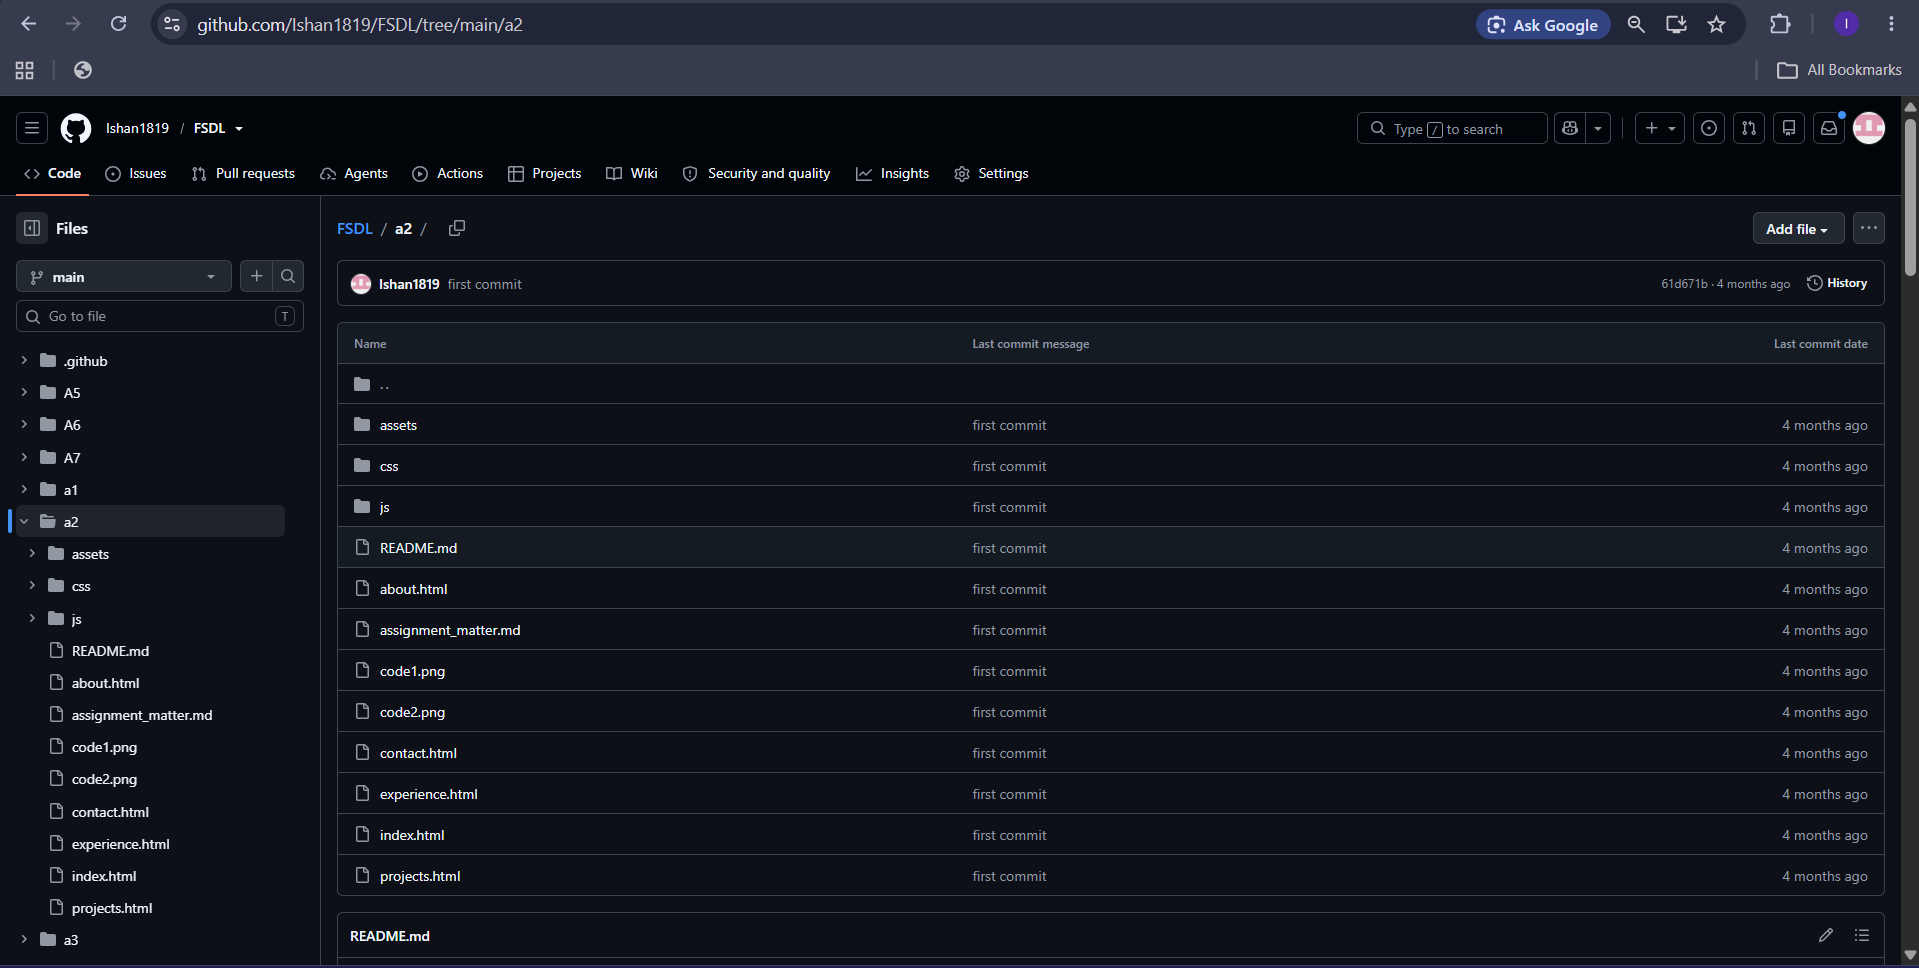 github.com/Ishan1819/FSDL/tree/main/a2
Ask Google
I
All Bookmarks
Ishan1819 / FSDL
Type / to search
Code
Issues
Pull requests
Agents
Actions
Projects
Wiki
Security and quality
Insights
Settings
Files
main
Go to file
T
.github
A5
A6
A7
a1
a2
assets
css
js
README.md
about.html
assignment_matter.md
code1.png
code2.png
contact.html
experience.html
index.html
projects.html
a3
FSDL / a2 /
Add file
Ishan1819 first commit
61d671b · 4 months ago
History
Name Last commit message Last commit date
..
assets first commit 4 months ago
css first commit 4 months ago
js first commit 4 months ago
README.md first commit 4 months ago
about.html first commit 4 months ago
assignment_matter.md first commit 4 months ago
code1.png first commit 4 months ago
code2.png first commit 4 months ago
contact.html first commit 4 months ago
experience.html first commit 4 months ago
index.html first commit 4 months ago
projects.html first commit 4 months ago
README.md